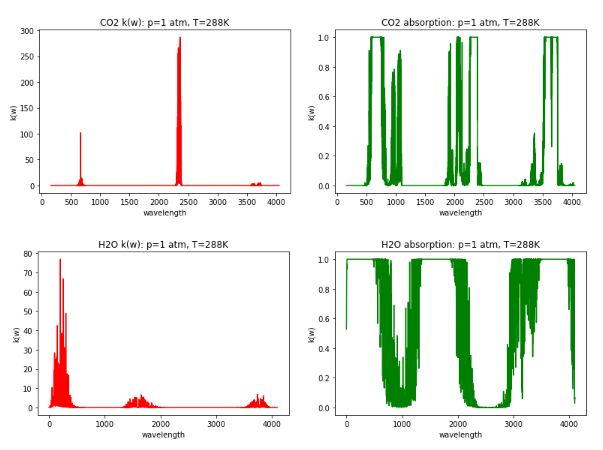 CO2 k(w): p=1 atm, T=288K
k(w)
300
250
200
150
100
50
0
0 500 1000 1500 2000 2500 3000 3500 4000
wavelength
CO2 absorption: p=1 atm, T=288K
k(w)
1.0
0.8
0.6
0.4
0.2
0.0
0 500 1000 1500 2000 2500 3000 3500 4000
wavelength
H2O k(w): p=1 atm, T=288K
k(w)
80
70
60
50
40
30
20
10
0
0 1000 2000 3000 4000
wavelength
H2O absorption: p=1 atm, T=288K
k(w)
1.0
0.8
0.6
0.4
0.2
0.0
0 1000 2000 3000 4000
wavelength